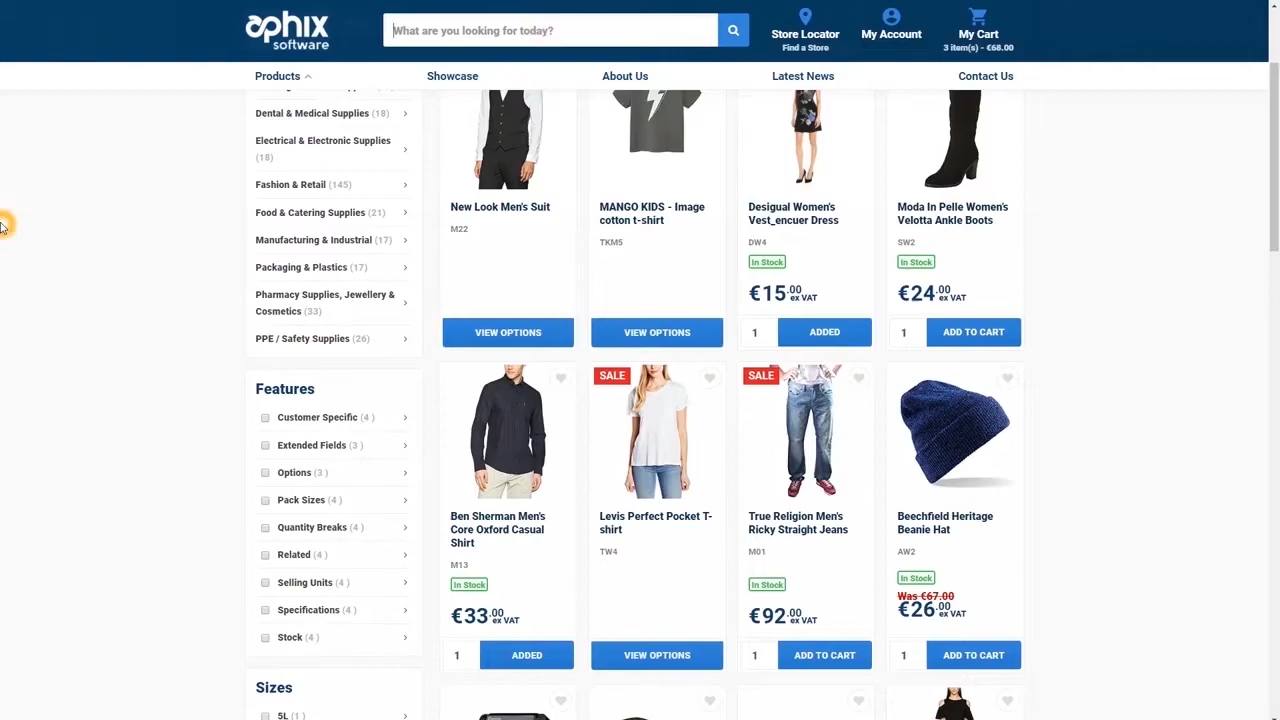 aphix
software
What are you looking for today?
Store Locator
Find a Store
My Account
My Cart
3 item(s) - €68.00
Products
Showcase
About Us
Latest News
Contact Us
Dental & Medical Supplies (18)
Electrical & Electronic Supplies
(18)
Fashion & Retail (145)
Food & Catering Supplies (21)
Manufacturing & Industrial (17)
Packaging & Plastics (17)
Pharmacy Supplies, Jewellery &
Cosmetics (33)
PPE / Safety Supplies (26)
Features
Customer Specific (4 )
Extended Fields (3 )
Options (3 )
Pack Sizes (4 )
Quantity Breaks (4 )
Related (4 )
Selling Units (4 )
Specifications (4 )
Stock (4 )
Sizes
5L (1 )
New Look Men's Suit
M22
VIEW OPTIONS
MANGO KIDS - Image
cotton t-shirt
TKM5
VIEW OPTIONS
Desigual Women's
Vest_encuer Dress
DW4
In Stock
€15.00 ex VAT
1
ADDED
Moda In Pelle Women's
Velotta Ankle Boots
SW2
In Stock
€24.00 ex VAT
1
ADD TO CART
Ben Sherman Men's
Core Oxford Casual
Shirt
M13
In Stock
€33.00 ex VAT
1
ADDED
SALE
Levis Perfect Pocket T-
shirt
TW4
VIEW OPTIONS
SALE
True Religion Men's
Ricky Straight Jeans
M01
In Stock
€92.00 ex VAT
1
ADD TO CART
Beechfield Heritage
Beanie Hat
AW2
In Stock
Was €67.00
€26.00 ex VAT
1
ADD TO CART